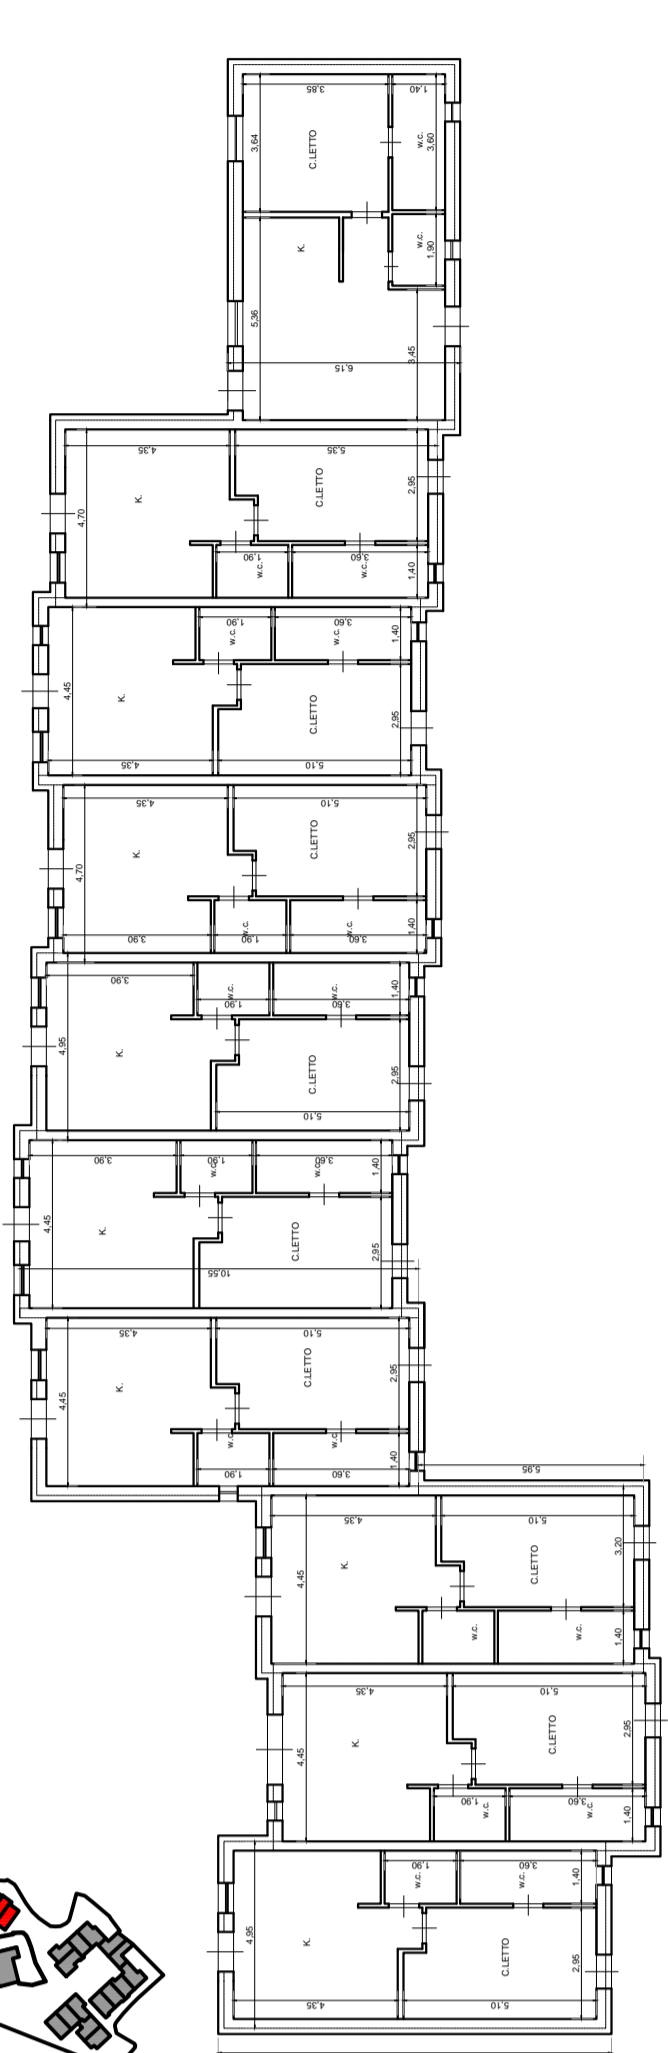 3,85
1,40
3,64
C.LETTO
w.c.
3,60
K.
w.c.
1,90
5,36
3,45
6,15
4,35
5,35
K.
C.LETTO
2,95
4,70
1,90
3,60
w.c.
w.c.
1,40
1,90
3,60
w.c.
w.c.
1,40
4,45
K.
C.LETTO
2,95
4,35
5,10
4,35
5,10
K.
C.LETTO
2,95
4,70
w.c.
w.c.
1,40
3,90
1,90
3,60
3,90
w.c.
w.c.
1,40
1,90
3,60
4,95
K.
C.LETTO
2,95
5,10
3,90
1,90
3,60
w.c.
w.c.
1,40
4,45
K.
C.LETTO
2,95
10,55
4,35
5,10
K.
C.LETTO
2,95
4,45
w.c.
w.c.
1,40
1,90
3,60
5,95
4,35
5,10
3,20
K.
C.LETTO
4,45
w.c.
w.c.
1,40
4,35
5,10
K.
C.LETTO
2,95
4,45
1,90
3,60
w.c.
w.c.
1,40
1,90
3,60
w.c.
w.c.
1,40
4,95
K.
C.LETTO
2,95
4,35
5,10